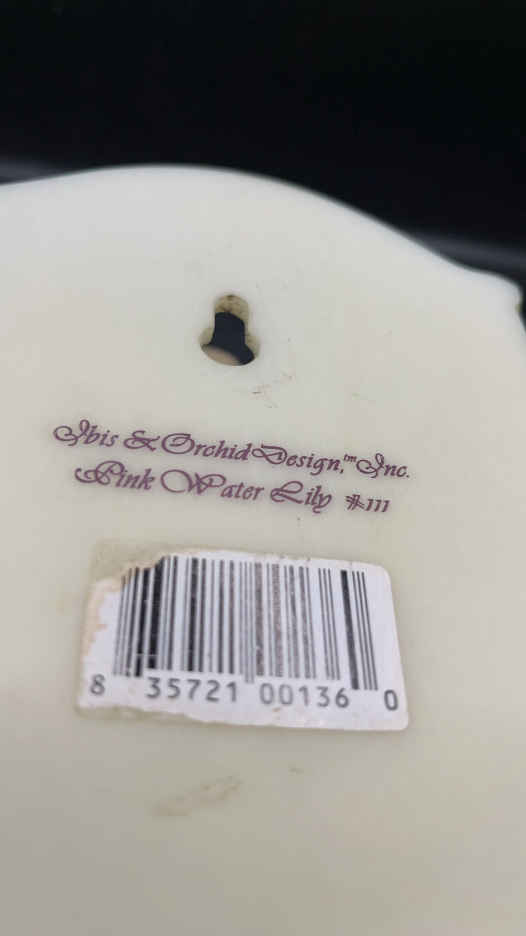 Ibis & Orchid Design,™ Inc.
Pink Water Lily #111
8 35721 00136 0